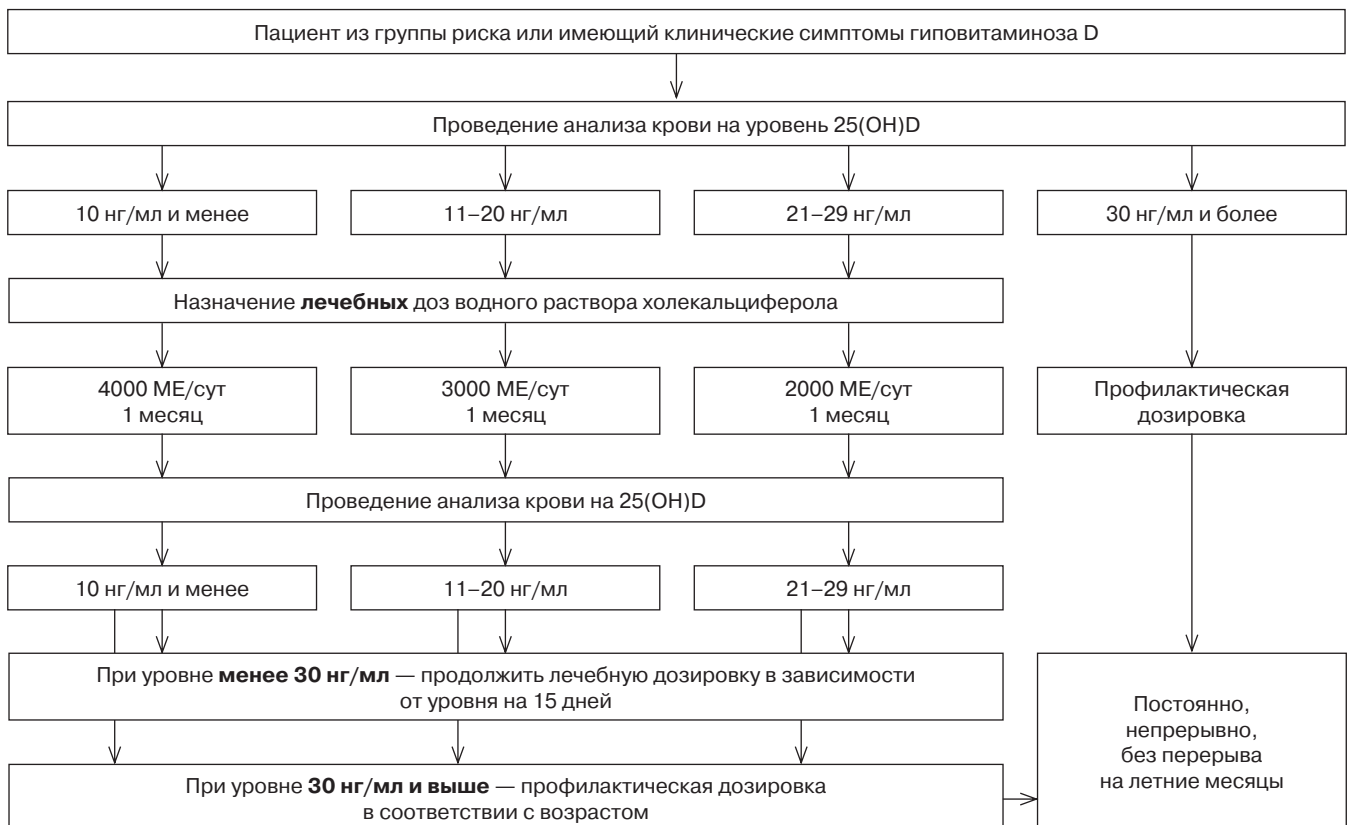 Пациент из группы риска или имеющий клинические симптомы гиповитаминоза D
Проведение анализа крови на уровень 25(ОН)D
10 нг/мл и менее
11–20 нг/мл
21–29 нг/мл
30 нг/мл и более
Назначение лечебных доз водного раствора холекальциферола
4000 МЕ/сут
1 месяц
3000 МЕ/сут
1 месяц
2000 МЕ/сут
1 месяц
Профилактическая
дозировка
Проведение анализа крови на 25(ОН)D
10 нг/мл и менее
11–20 нг/мл
21–29 нг/мл
При уровне менее 30 нг/мл — продолжить лечебную дозировку в зависимости
от уровня на 15 дней
Постоянно,
непрерывно,
без перерыва
на летние месяцы
При уровне 30 нг/мл и выше — профилактическая дозировка
в соответствии с возрастом